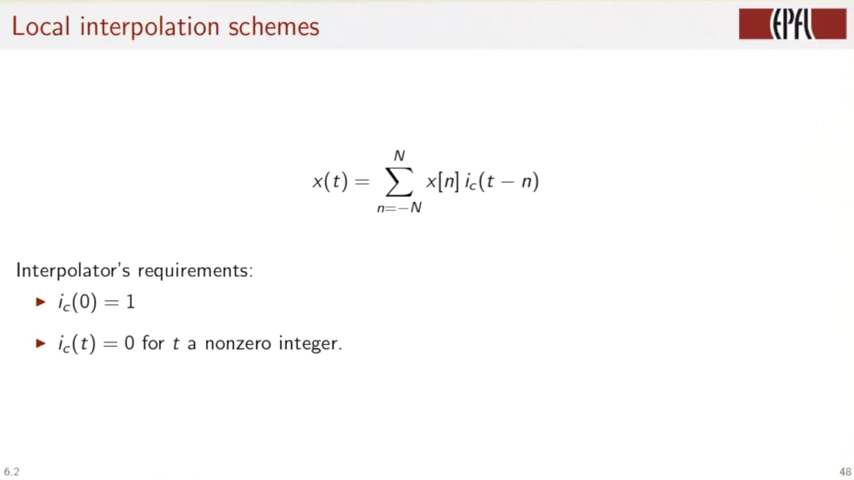 Local interpolation schemes
EPFL
N
x(t) = ∑ x[n] i_c(t − n)
n=−N
Interpolator's requirements:
▶ i_c(0) = 1
▶ i_c(t) = 0 for t a nonzero integer.
6.2
48